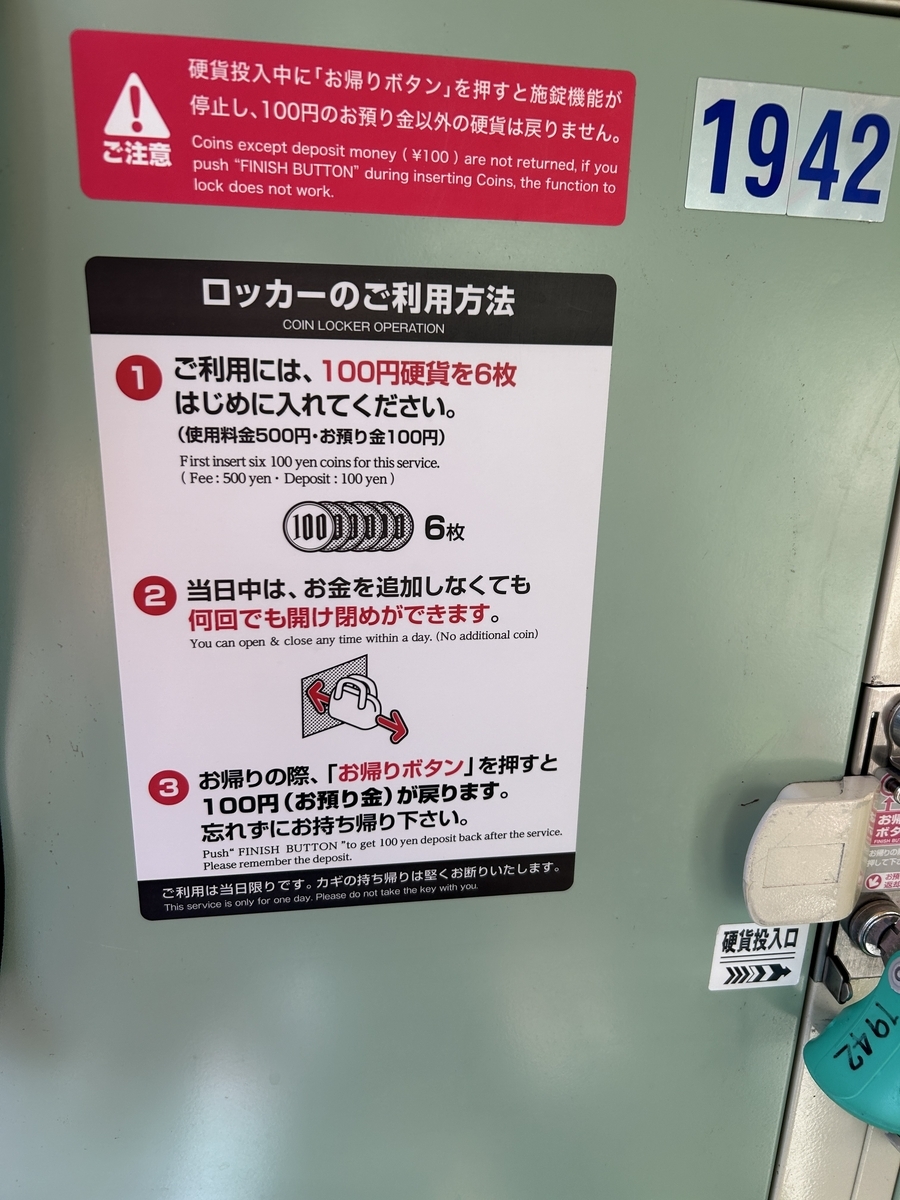 硬貨投入中に「お帰りボタン」を押すと施錠機能が
停止し、100円のお預り金以外の硬貨は戻りません。
ご注意
Coins except deposit money ( ¥100 ) are not returned, if you
push “FINISH BUTTON” during inserting Coins, the function to
lock does not work.
1942
ロッカーのご利用方法
COIN LOCKER OPERATION
1 ご利用には、100円硬貨を6枚
はじめに入れてください。
（使用料金500円・お預り金100円）
First insert six 100 yen coins for this service.
( Fee : 500 yen・Deposit : 100 yen )
100 6枚
2 当日中は、お金を追加しなくても
何回でも開け閉めができます。
You can open & close any time within a day. (No additional coin)
3 お帰りの際、「お帰りボタン」を押すと
100円（お預り金）が戻ります。
忘れずにお持ち帰り下さい。
Push“ FINISH BUTTON ”to get 100 yen deposit back after the service.
Please remember the deposit.
ご利用は当日限りです。カギの持ち帰りは堅くお断りいたします。
This service is only for one day. Please do not take the key with you.
お帰
ボタ
硬貨投入口
1942